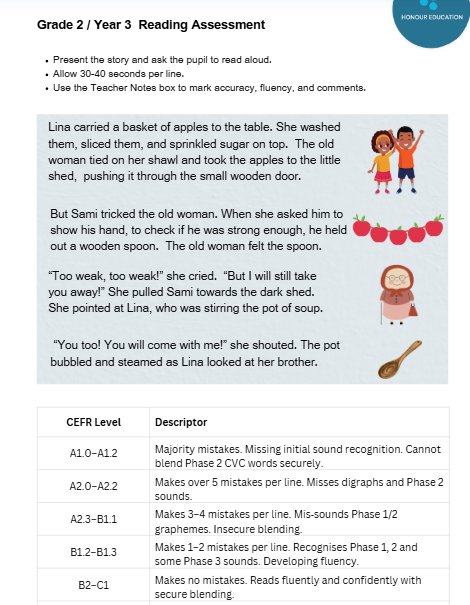 Grade 2 / Year 3 Reading Assessment
HONOUR EDUCATION
• Present the story and ask the pupil to read aloud.
• Allow 30-40 seconds per line.
• Use the Teacher Notes box to mark accuracy, fluency, and comments.
Lina carried a basket of apples to the table. She washed
them, sliced them, and sprinkled sugar on top. The old
woman tied on her shawl and took the apples to the little
shed, pushing it through the small wooden door.
But Sami tricked the old woman. When she asked him to
show his hand, to check if he was strong enough, he held
out a wooden spoon. The old woman felt the spoon.
“Too weak, too weak!” she cried. “But I will still take
you away!” She pulled Sami towards the dark shed.
She pointed at Lina, who was stirring the pot of soup.
“You too! You will come with me!” she shouted. The pot
bubbled and steamed as Lina looked at her brother.
CEFR Level Descriptor
A1.0–A1.2 Majority mistakes. Missing initial sound recognition. Cannot
blend Phase 2 CVC words securely.
A2.0–A2.2 Makes over 5 mistakes per line. Misses digraphs and Phase 2
sounds.
A2.3–B1.1 Makes 3–4 mistakes per line. Mis-sounds Phase 1/2
graphemes. Insecure blending.
B1.2–B1.3 Makes 1–2 mistakes per line. Recognises Phase 1, 2 and
some Phase 3 sounds. Developing fluency.
B2–C1 Makes no mistakes. Reads fluently and confidently with
secure blending.